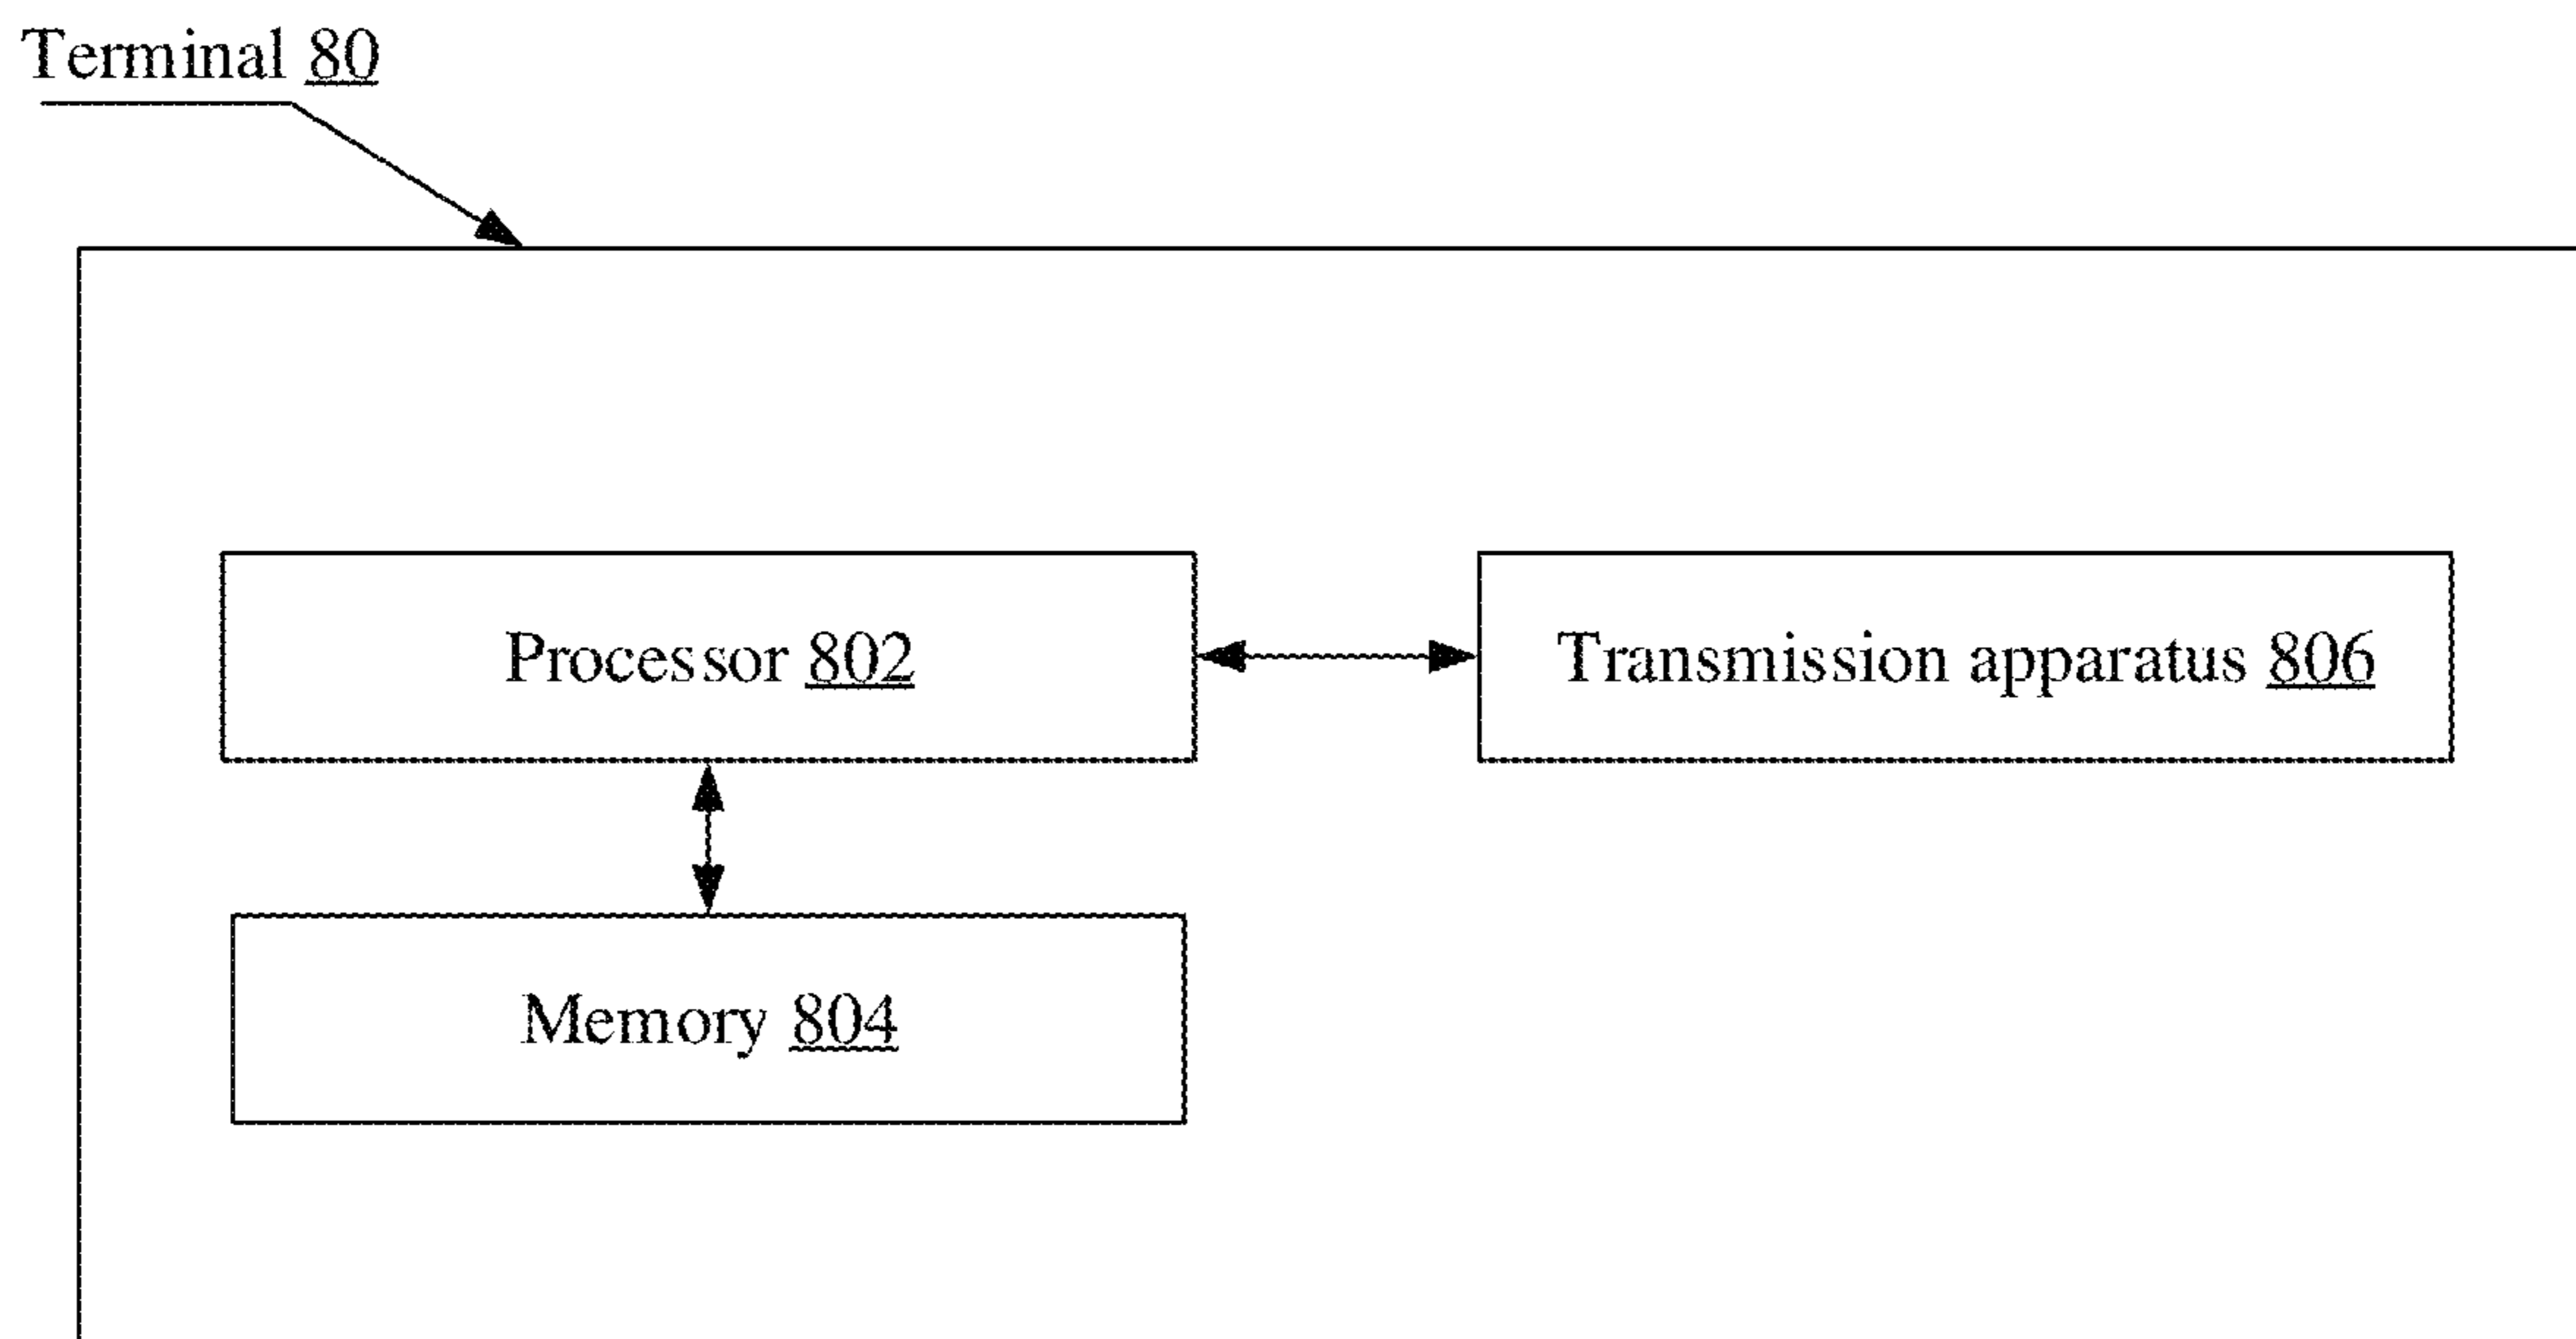 Terminal 80
Processor 802
Transmission apparatus 806
Memory 804